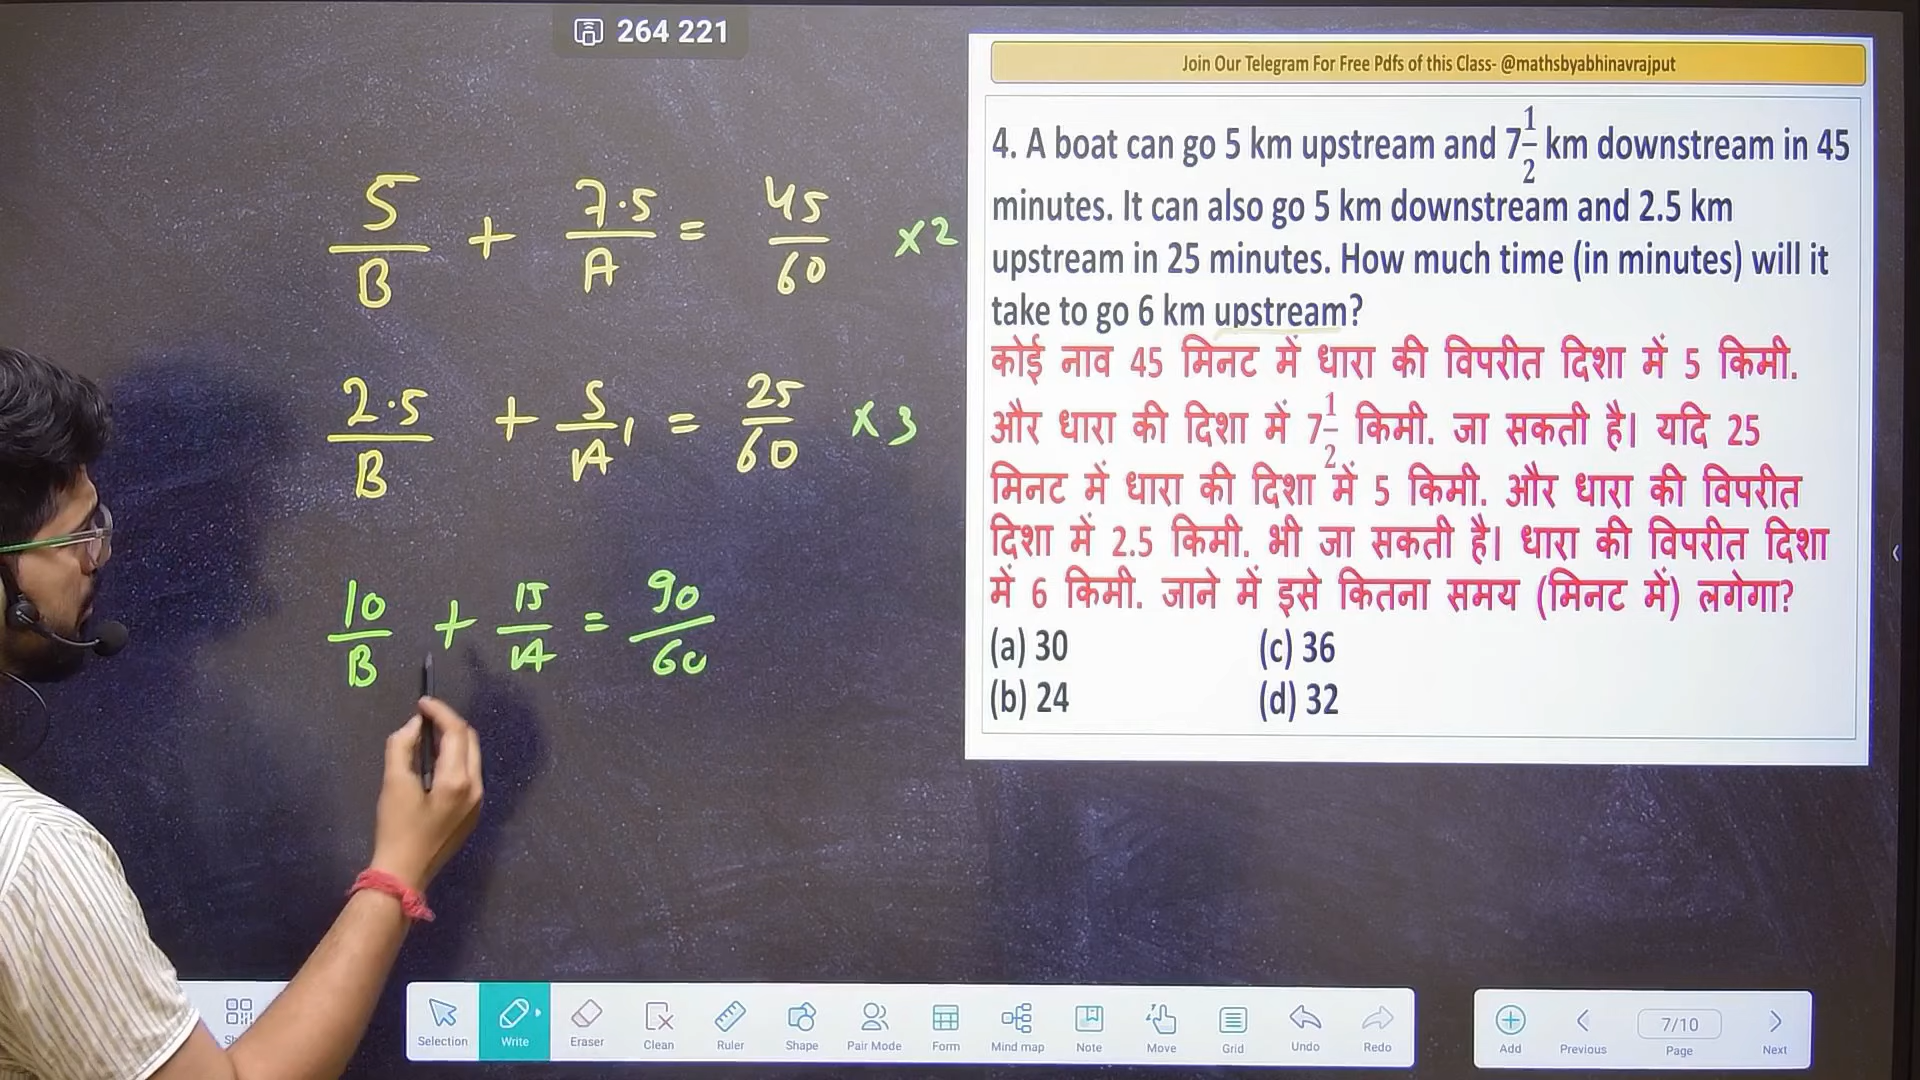 264 221
5/B + 7.5/A = 45/60 ×2
2.5/B + 5/A = 25/60 ×3
10/B + 15/A = 90/60
Join Our Telegram For Free Pdfs of this Class- @mathsbyabhinavrajput
4. A boat can go 5 km upstream and 7 1/2 km downstream in 45
minutes. It can also go 5 km downstream and 2.5 km
upstream in 25 minutes. How much time (in minutes) will it
take to go 6 km upstream?
कोई नाव 45 मिनट में धारा की विपरीत दिशा में 5 किमी.
और धारा की दिशा में 7 1/2 किमी. जा सकती है। यदि 25
मिनट में धारा की दिशा में 5 किमी. और धारा की विपरीत
दिशा में 2.5 किमी. भी जा सकती है। धारा की विपरीत दिशा
में 6 किमी. जाने में इसे कितना समय (मिनट में) लगेगा?
(a) 30 (c) 36
(b) 24 (d) 32
Selection Write Eraser Clean Ruler Shape Pair Mode Form Mind map Note Move Grid Undo Redo
Add Previous 7/10 Page Next